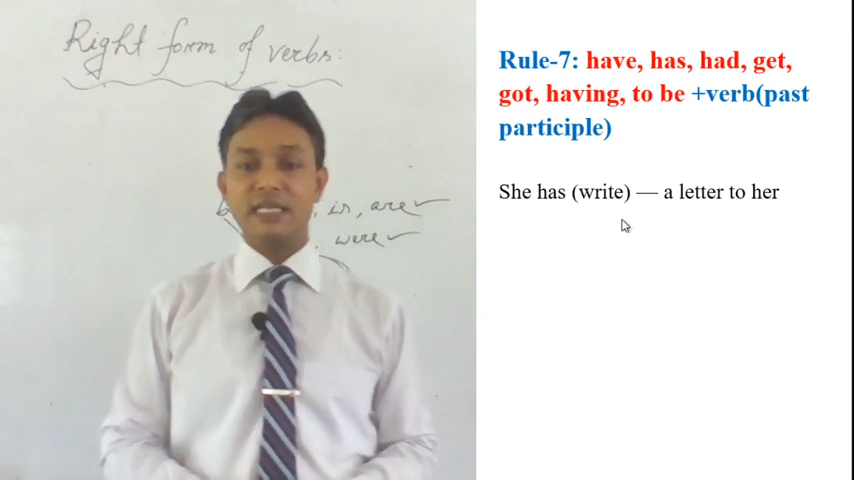 Right form of verbs:
is, are
were
Rule-7: have, has, had, get,
got, having, to be +verb(past
participle)
She has (write) — a letter to her